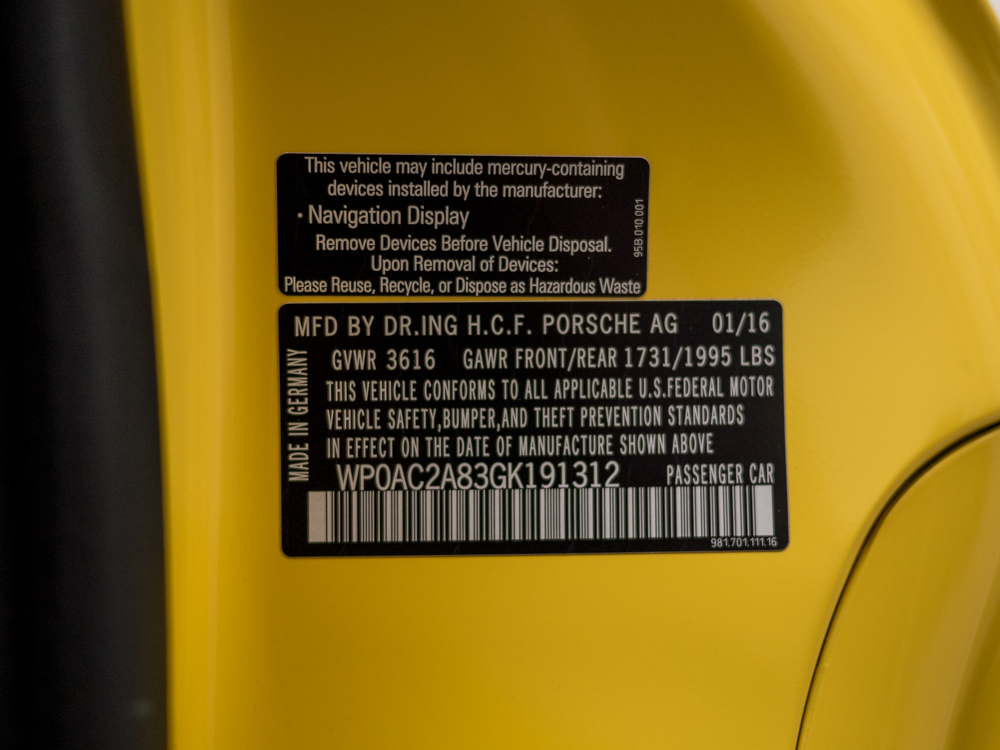 This vehicle may include mercury-containing
devices installed by the manufacturer:
· Navigation Display
Remove Devices Before Vehicle Disposal.
Upon Removal of Devices:
Please Reuse, Recycle, or Dispose as Hazardous Waste
95B.010.001
MFD BY DR.ING H.C.F. PORSCHE AG 01/16
GVWR 3616 GAWR FRONT/REAR 1731/1995 LBS
THIS VEHICLE CONFORMS TO ALL APPLICABLE U.S.FEDERAL MOTOR
VEHICLE SAFETY,BUMPER,AND THEFT PREVENTION STANDARDS
IN EFFECT ON THE DATE OF MANUFACTURE SHOWN ABOVE
MADE IN GERMANY
WP0AC2A83GK191312 PASSENGER CAR
981.701.111.16